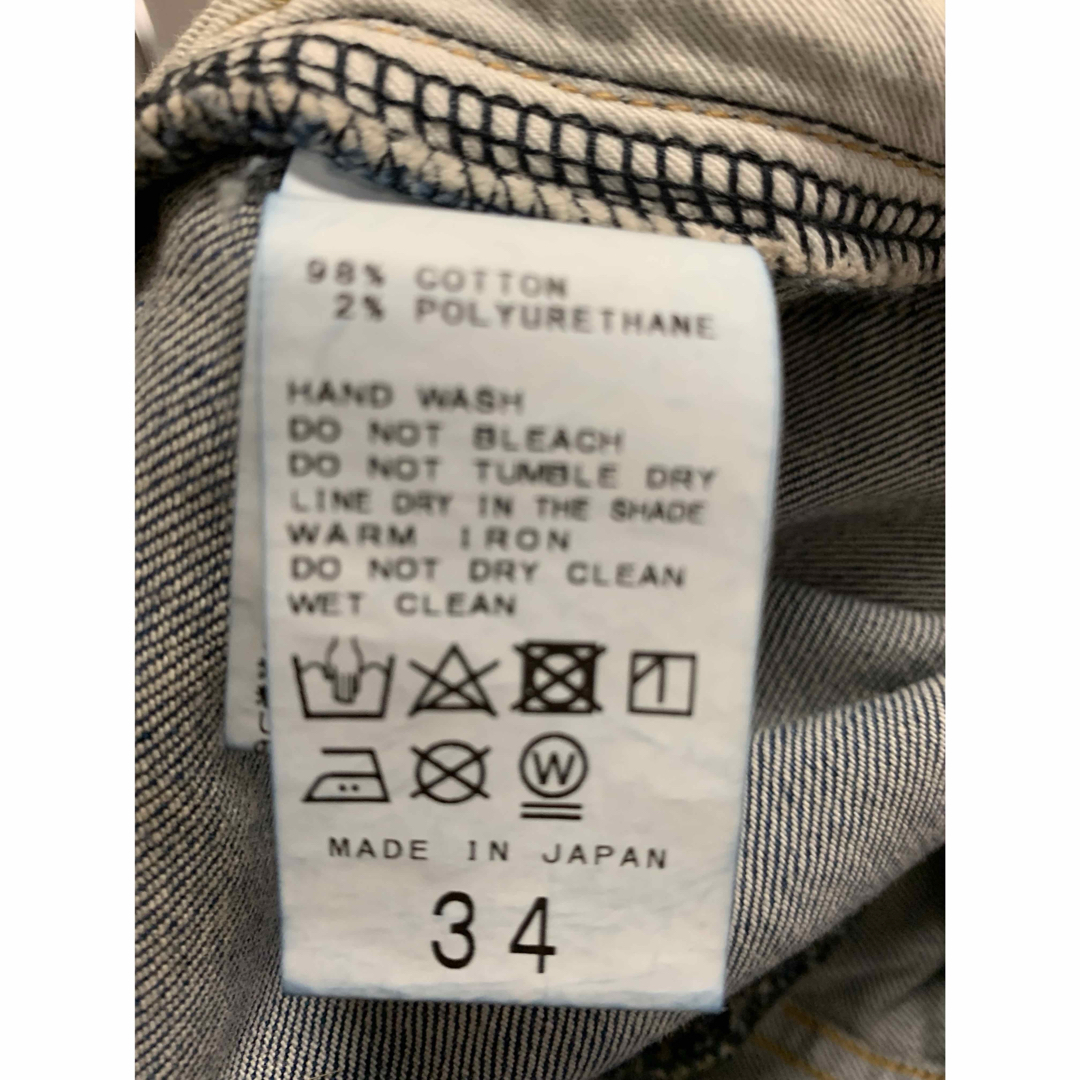 98% COTTON
2% POLYURETHANE
HAND WASH
DO NOT BLEACH
DO NOT TUMBLE DRY
LINE DRY IN THE SHADE
WARM IRON
DO NOT DRY CLEAN
WET CLEAN
W
MADE IN JAPAN
34